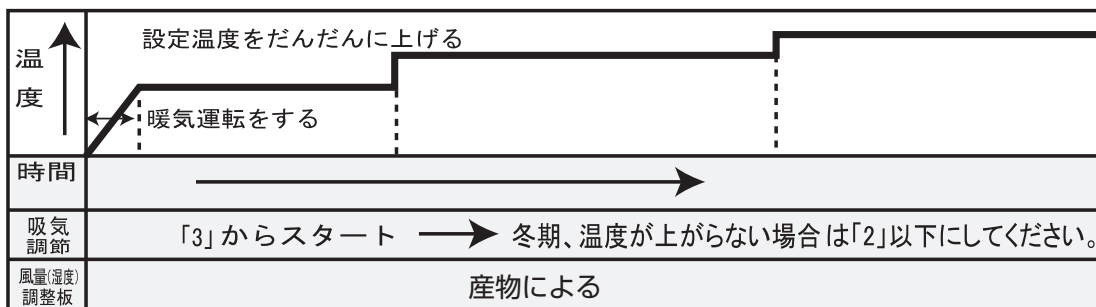 設定温度をだんだんに上げる
温度
暖気運転をする
時間
吸気調節
「3」からスタート
冬期、温度が上がらない場合は「2」以下にしてください。
風量(湿度)調整板
産物による